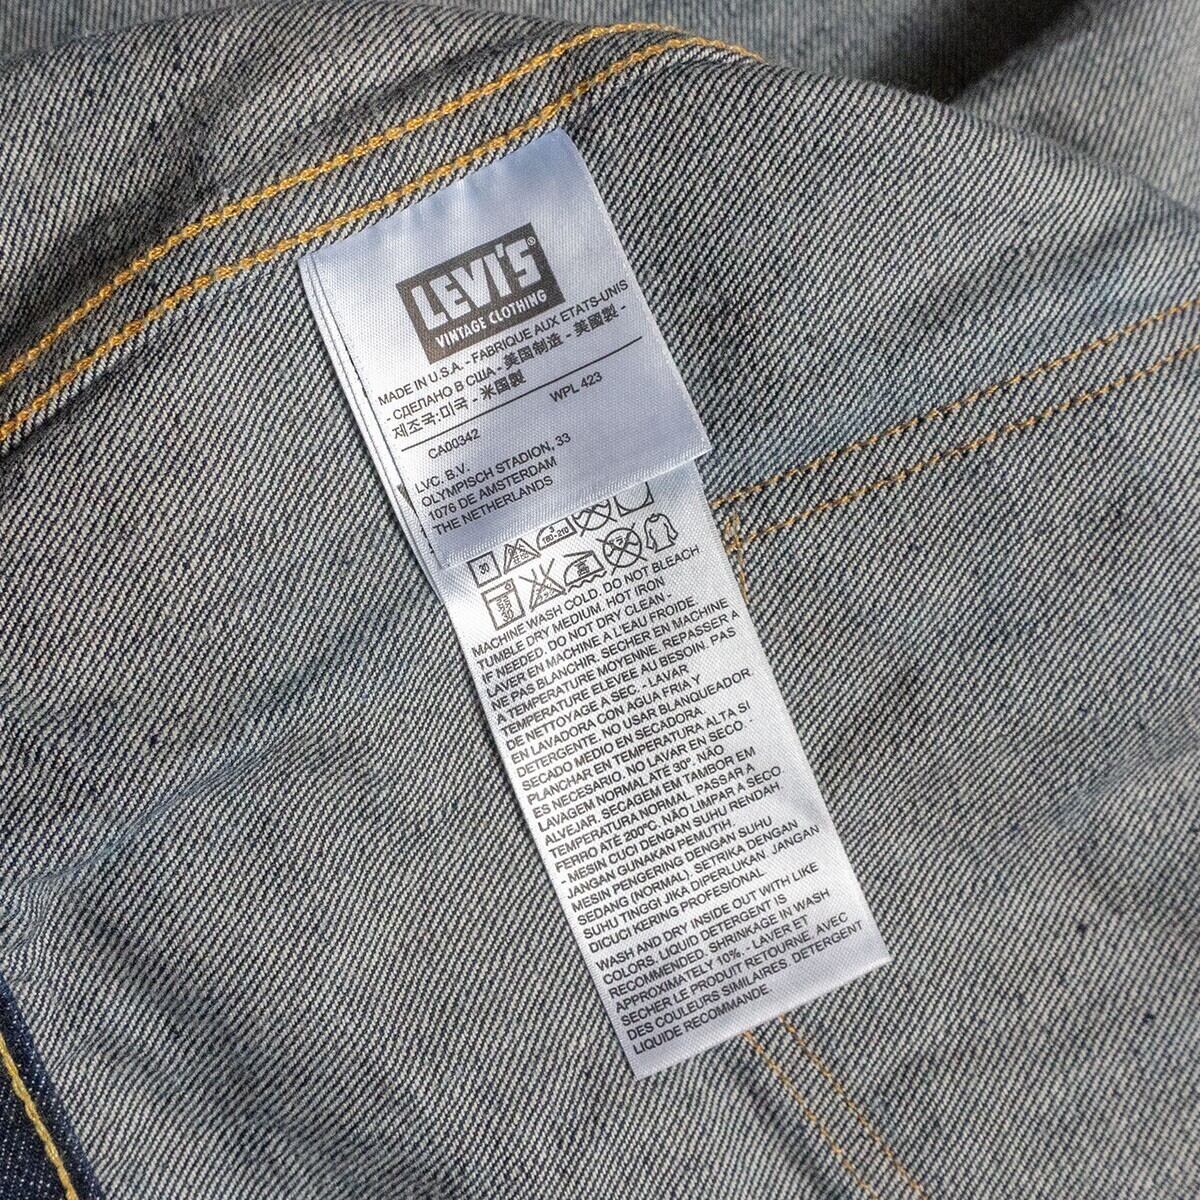 LEVI'S®
VINTAGE CLOTHING
MADE IN U.S.A. - FABRIQUE AUX ETATS-UNIS
- СДЕЛАНО В США - 美国制造 - 美國製 -
제조국:미국 - 米国製
WPL 423
CA00342
LVC. B.V.
OLYMPISCH STADION, 33
1076 DE AMSTERDAM
THE NETHERLANDS
30
180-210
30
MACHINE WASH COLD. DO NOT BLEACH
TUMBLE DRY MEDIUM. HOT IRON
IF NEEDED. DO NOT DRY CLEAN -
LAVER EN MACHINE A L'EAU FROIDE.
NE PAS BLANCHIR. SECHER EN MACHINE
A TEMPERATURE MOYENNE. REPASSER A
TEMPERATURE ELEVEE AU BESOIN. PAS
DE NETTOYAGE A SEC. - LAVAR
EN LAVADORA CON AGUA FRIA Y
DETERGENTE. NO USAR BLANQUEADOR.
SECADO MEDIO EN SECADORA.
PLANCHAR EN TEMPERATURA ALTA SI
ES NECESARIO. NO LAVAR EN SECO. -
LAVAGEM NORMAL ATÉ 30º. NÃO
ALVEJAR. SECAGEM EM TAMBOR EM
TEMPERATURA NORMAL. PASSAR A
FERRO ATÉ 200ºC. NÃO LIMPAR A SECO.
- MESIN CUCI DENGAN SUHU RENDAH.
JANGAN GUNAKAN PEMUTIH.
MESIN PENGERING DENGAN SUHU
SEDANG (NORMAL). SETRIKA DENGAN
SUHU TINGGI JIKA DIPERLUKAN. JANGAN
DICUCI KERING PROFESIONAL
WASH AND DRY INSIDE OUT WITH LIKE
COLORS. LIQUID DETERGENT IS
RECOMMENDED. SHRINKAGE IN WASH
APPROXIMATELY 10%. - LAVER ET
SECHER LE PRODUIT RETOURNE, AVEC
DES COULEURS SIMILAIRES. DETERGENT
LIQUIDE RECOMMANDE.